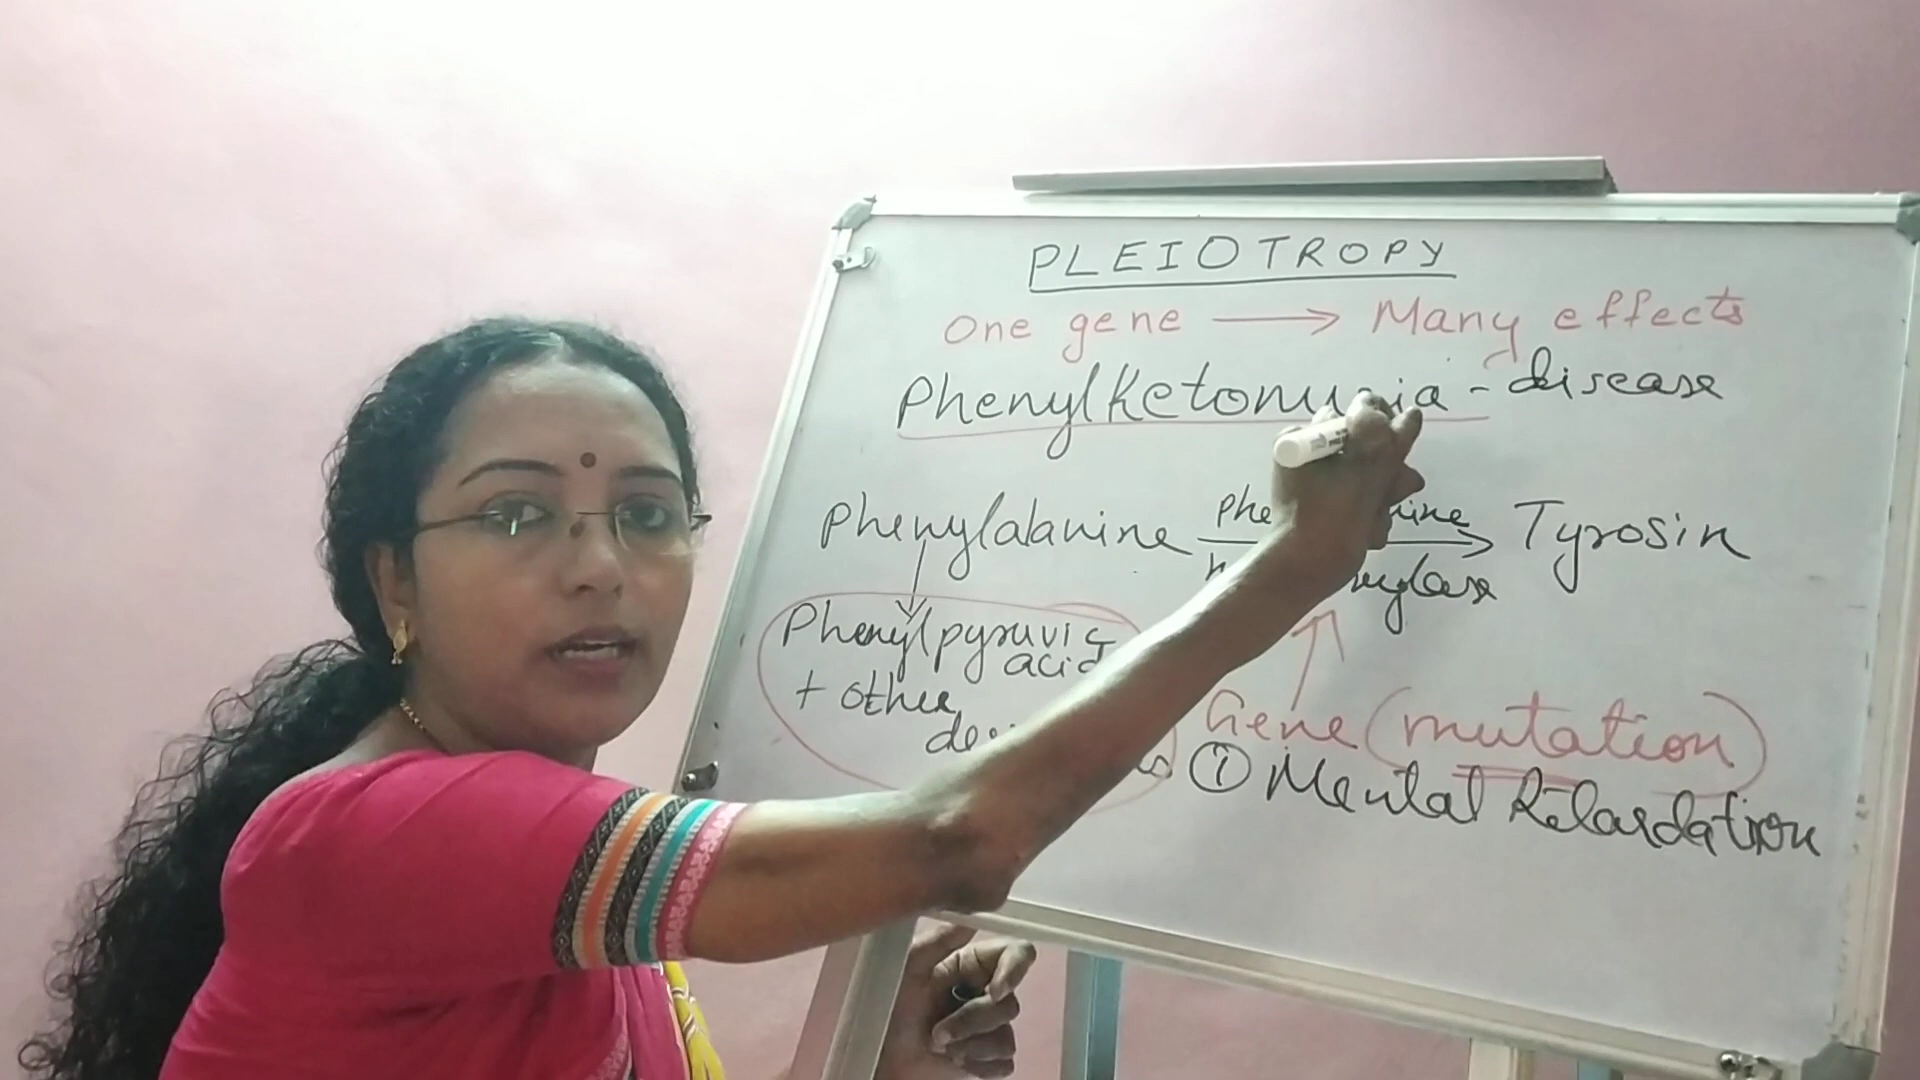 PLEIOTROPY
One gene → Many effects
Phenylketonuria - disease
Phenylalanine → Tyrosin
Phenylpyruvic
acid
+ other
Gene (mutation)
① Mental Retardation